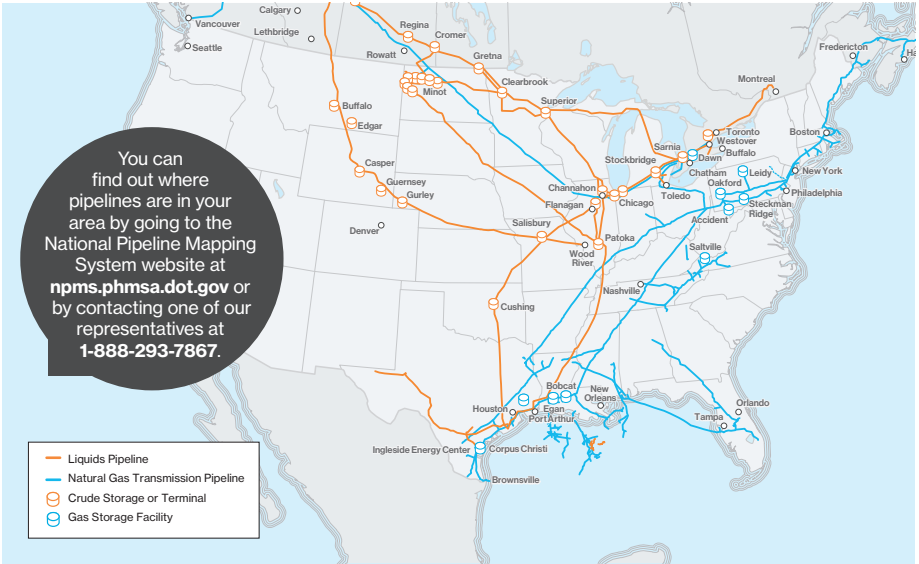 Calgary
Vancouver
Lethbridge
Seattle
Regina
Cromer
Rowatt
Gretna
Clearbrook
Minot
Superior
Fredericton
Ha
Montreal
Buffalo
Edgar
Casper
Guernsey
Gurley
Denver
Toronto
Westover
Buffalo
Boston
Sarnia
Dawn
Stockbridge
Chatham
Leidy
New York
Oakford
Philadelphia
Channahon
Flanagan
Chicago
Toledo
Steckman
Ridge
Accident
Salisbury
Patoka
Wood
River
Saltville
Nashville
Cushing
Bobcat
New
Orleans
Houston
Egan
Port Arthur
Orlando
Tampa
Ingleside Energy Center
Corpus Christi
Brownsville
You can
find out where
pipelines are in your
area by going to the
National Pipeline Mapping
System website at
npms.phmsa.dot.gov or
by contacting one of our
representatives at
1-888-293-7867.
Liquids Pipeline
Natural Gas Transmission Pipeline
Crude Storage or Terminal
Gas Storage Facility